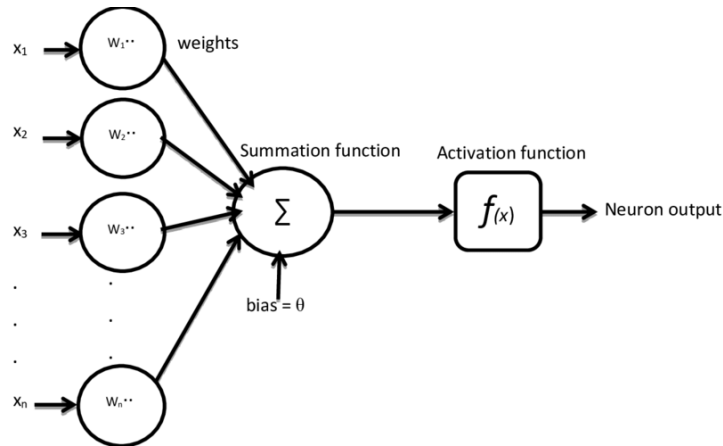 x₁ W₁.. weights
x₂ W₂..
Summation function Activation function
x₃ W₃.. Σ f(x) Neuron output
. .
bias = θ
. .
. .
xₙ Wₙ..